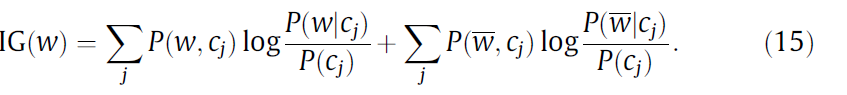 IG(w) = ∑_j P(w, c_j) log P(w|c_j)/P(c_j) + ∑_j P(w̅, c_j) log P(w̅|c_j)/P(c_j). (15)